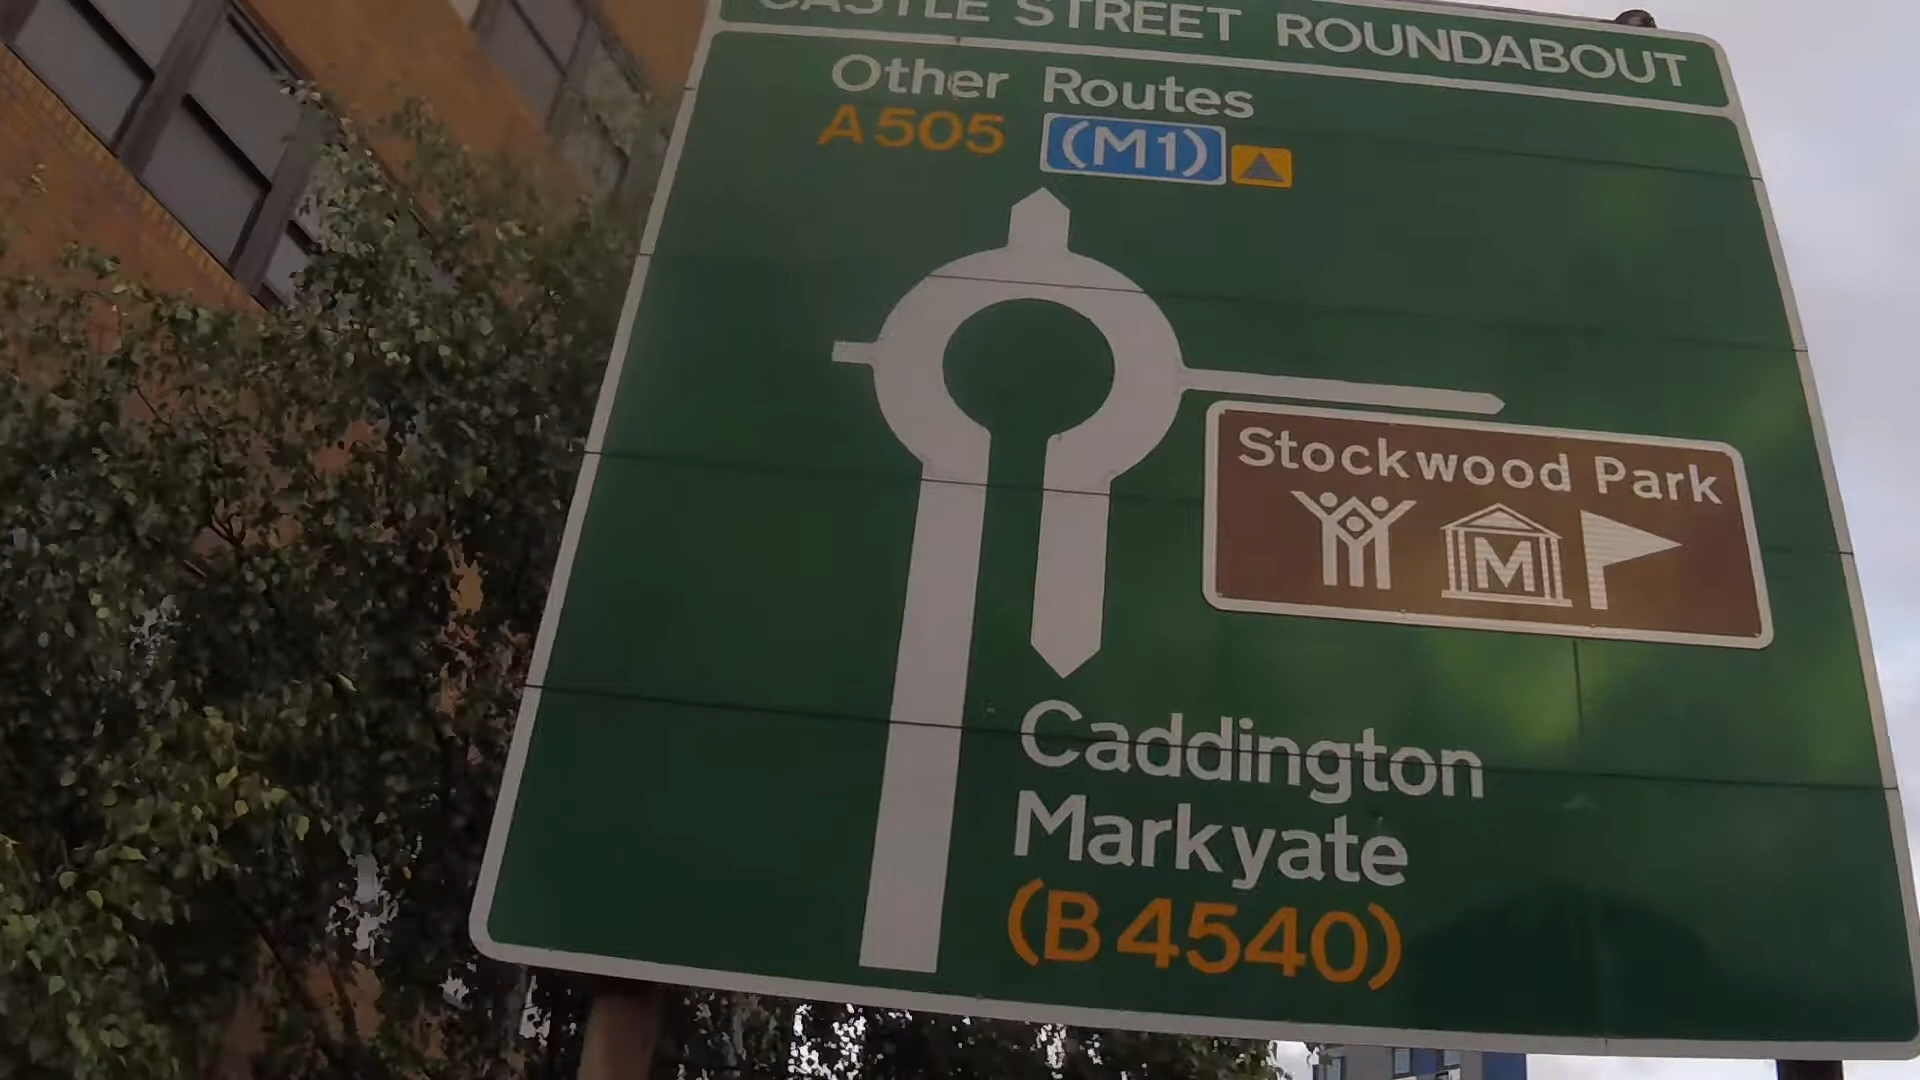 CASTLE STREET ROUNDABOUT
Other Routes
A505 (M1)
Stockwood Park
M
Caddington
Markyate
(B4540)